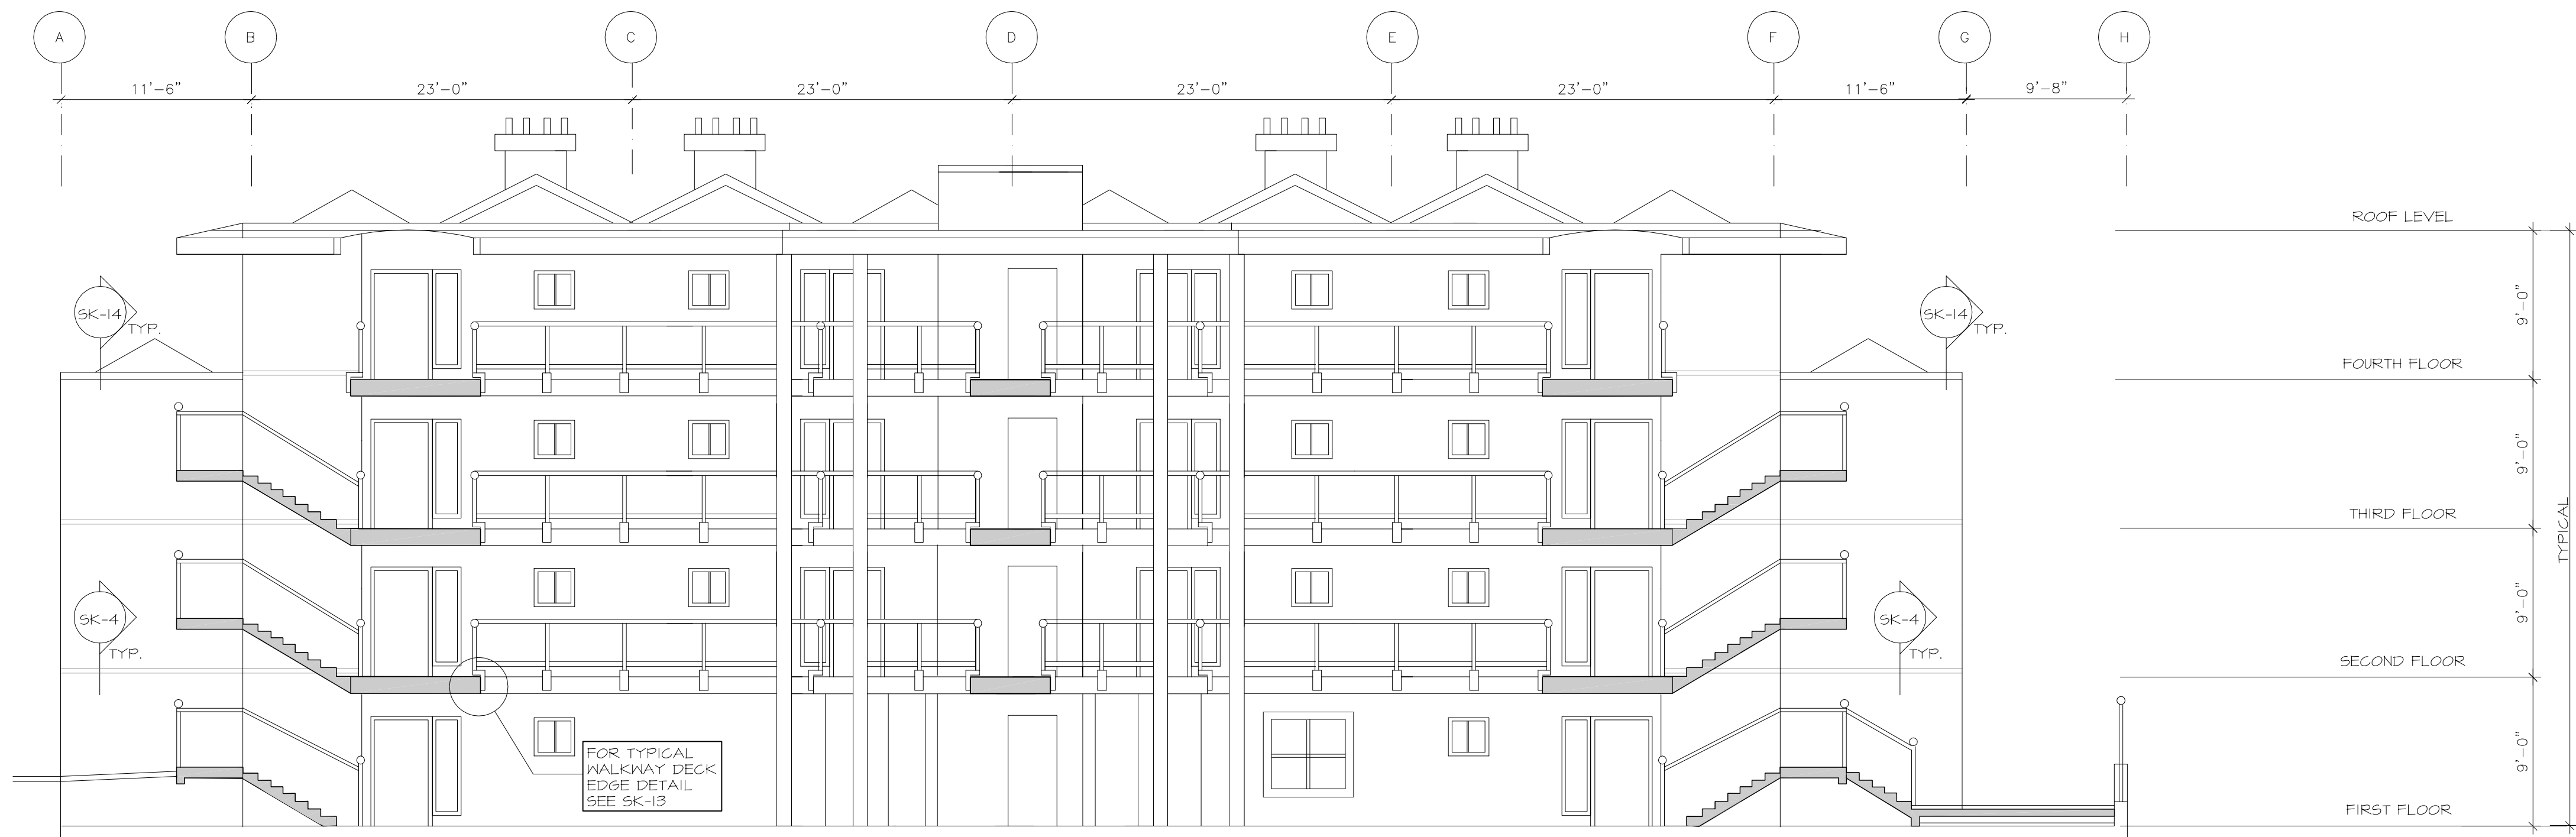 A
B
C
D
E
F
G
H
11'-6"
23'-0"
23'-0"
23'-0"
23'-0"
11'-6"
9'-8"
ROOF LEVEL
SK-14
TYP.
SK-14
TYP.
9'-0"
FOURTH FLOOR
9'-0"
THIRD FLOOR
TYPICAL
SK-4
TYP.
SK-4
TYP.
9'-0"
SECOND FLOOR
FOR TYPICAL
WALKWAY DECK
EDGE DETAIL
SEE SK-13
9'-0"
FIRST FLOOR